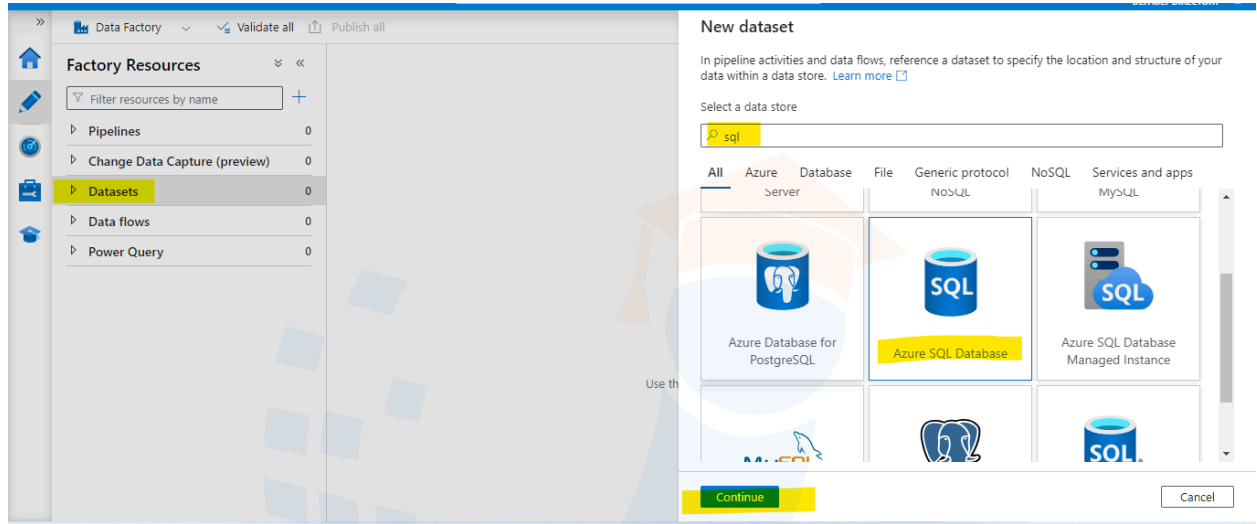 Data Factory
Validate all
Publish all
Factory Resources
Filter resources by name
Pipelines 0
Change Data Capture (preview) 0
Datasets 0
Data flows 0
Power Query 0
Use th
New dataset
In pipeline activities and data flows, reference a dataset to specify the location and structure of your
data within a data store. Learn more
Select a data store
sql
All Azure Database File Generic protocol NoSQL Services and apps
Server NoSQL MySQL
SQL
SQL
Azure Database for
PostgreSQL
Azure SQL Database
Azure SQL Database
Managed Instance
SQL
Continue
Cancel